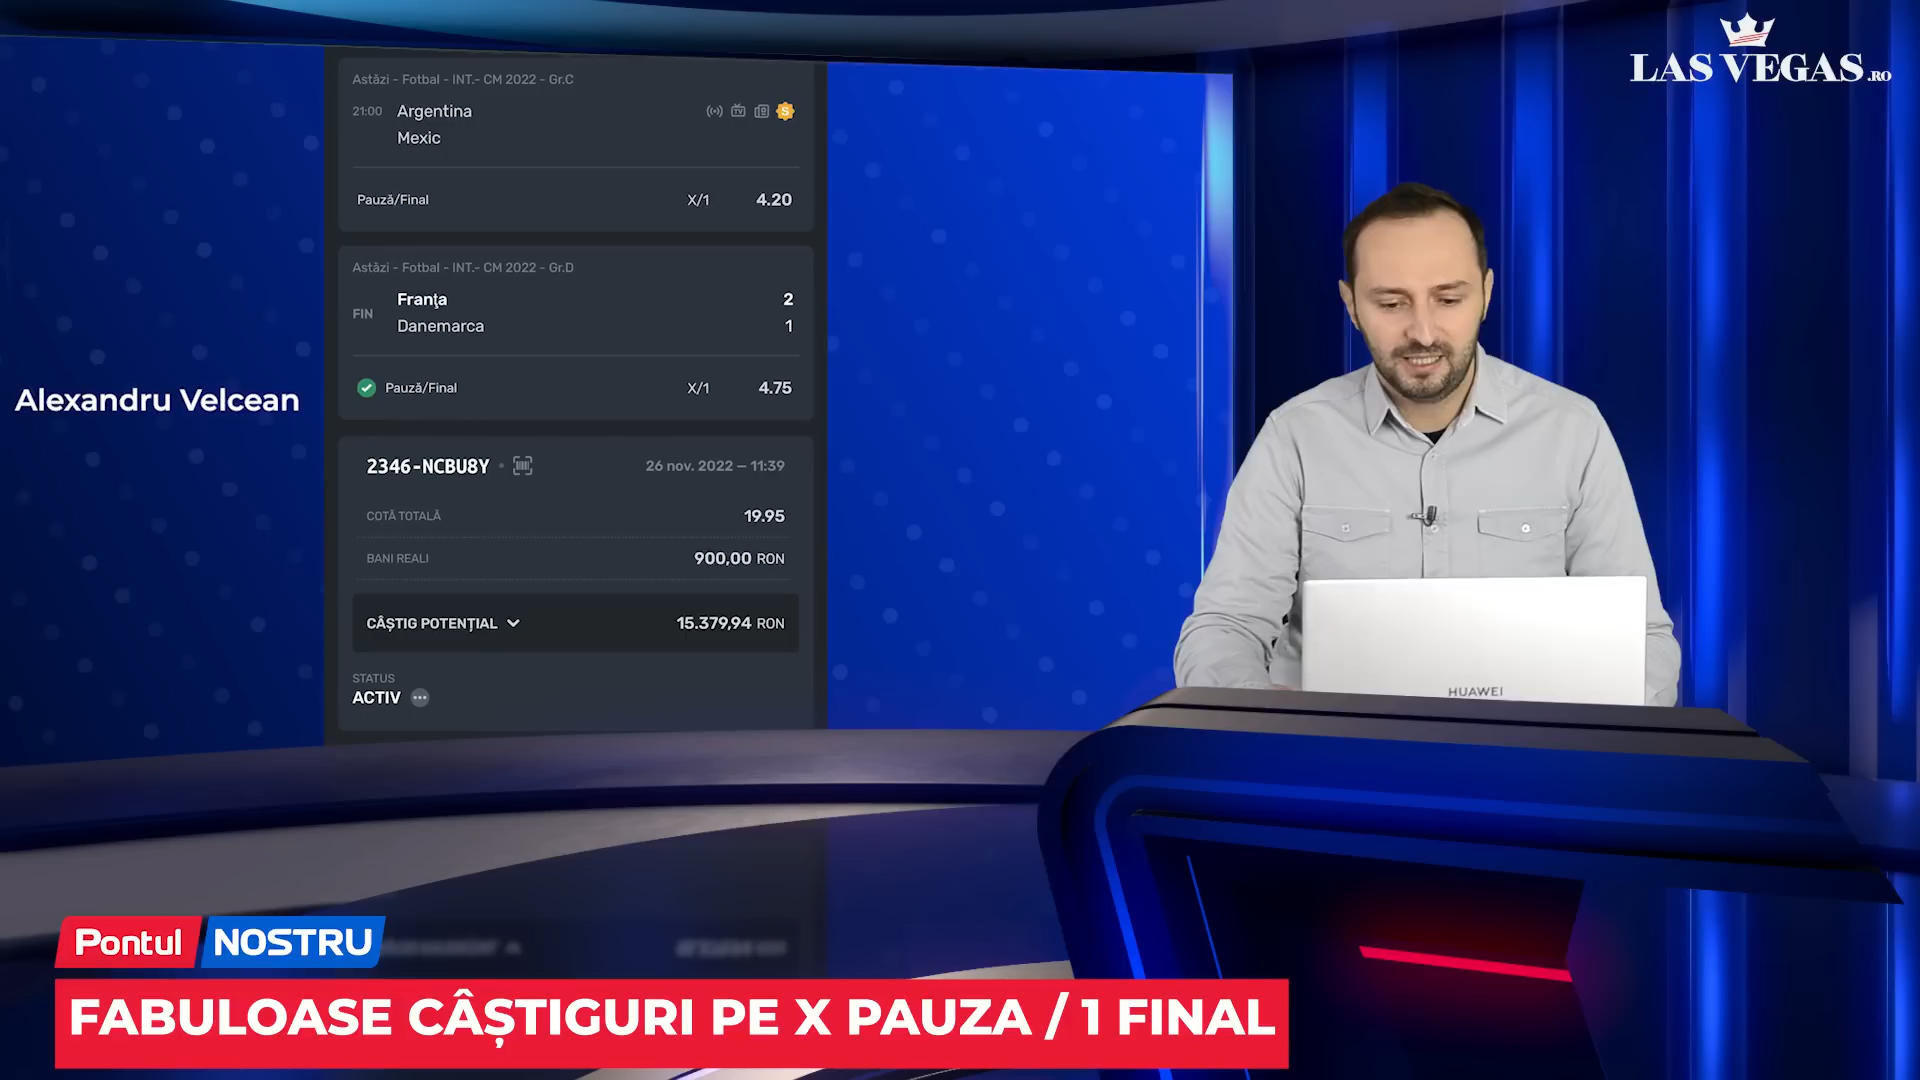 LAS VEGAS.RO
Astăzi - Fotbal - INT.- CM 2022 - Gr.C
21:00 Argentina
Mexic
Pauză/Final X/1 4.20
Astăzi - Fotbal - INT.- CM 2022 - Gr.D
Franţa 2
FIN
Danemarca 1
Pauză/Final X/1 4.75
Alexandru Velcean
2346-NCBU8Y 26 nov. 2022 — 11:39
COTĂ TOTALĂ 19.95
BANI REALI 900,00 RON
CÂȘTIG POTENȚIAL 15.379,94 RON
STATUS
ACTIV
HUAWEI
Pontul NOSTRU
FABULOASE CÂȘTIGURI PE X PAUZA / 1 FINAL